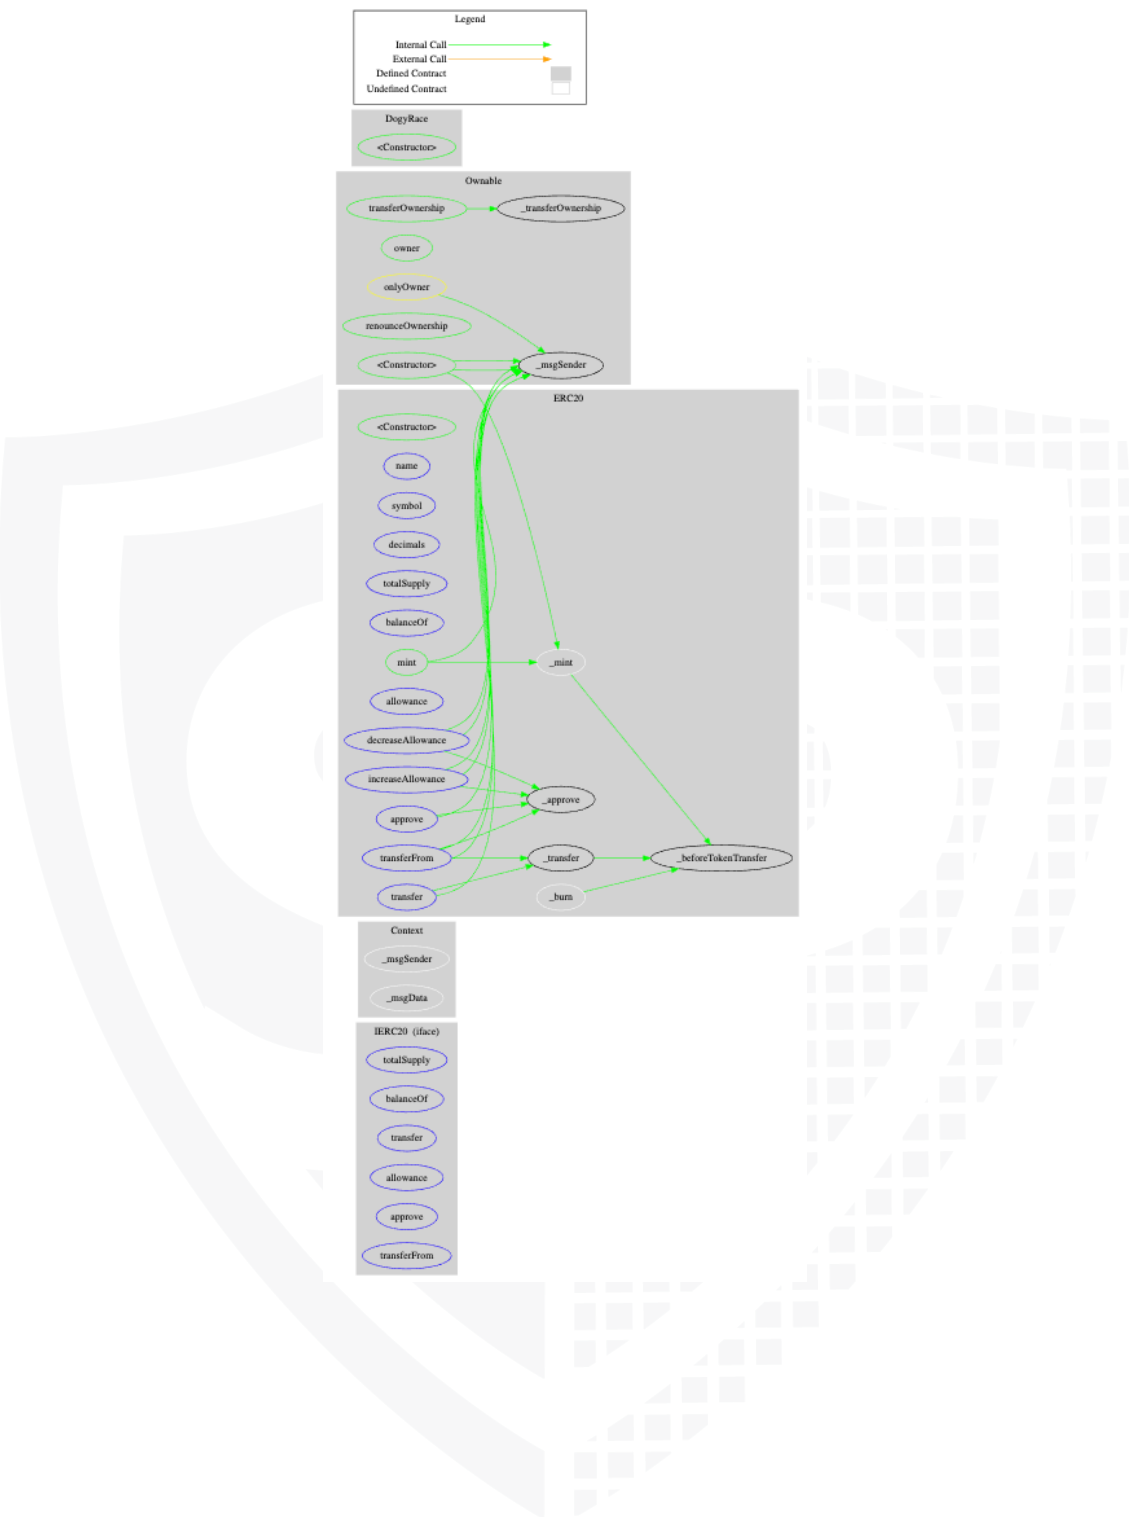 Legend
Internal Call
External Call
Defined Contract
Undefined Contract
DogyRace
<Constructor>
Ownable
transferOwnership
_transferOwnership
owner
onlyOwner
renounceOwnership
<Constructor>
_msgSender
ERC20
<Constructor>
name
symbol
decimals
totalSupply
balanceOf
mint
_mint
allowance
decreaseAllowance
increaseAllowance
_approve
approve
transferFrom
_transfer
_beforeTokenTransfer
transfer
_burn
Context
_msgSender
_msgData
IERC20 (iface)
totalSupply
balanceOf
transfer
allowance
approve
transferFrom